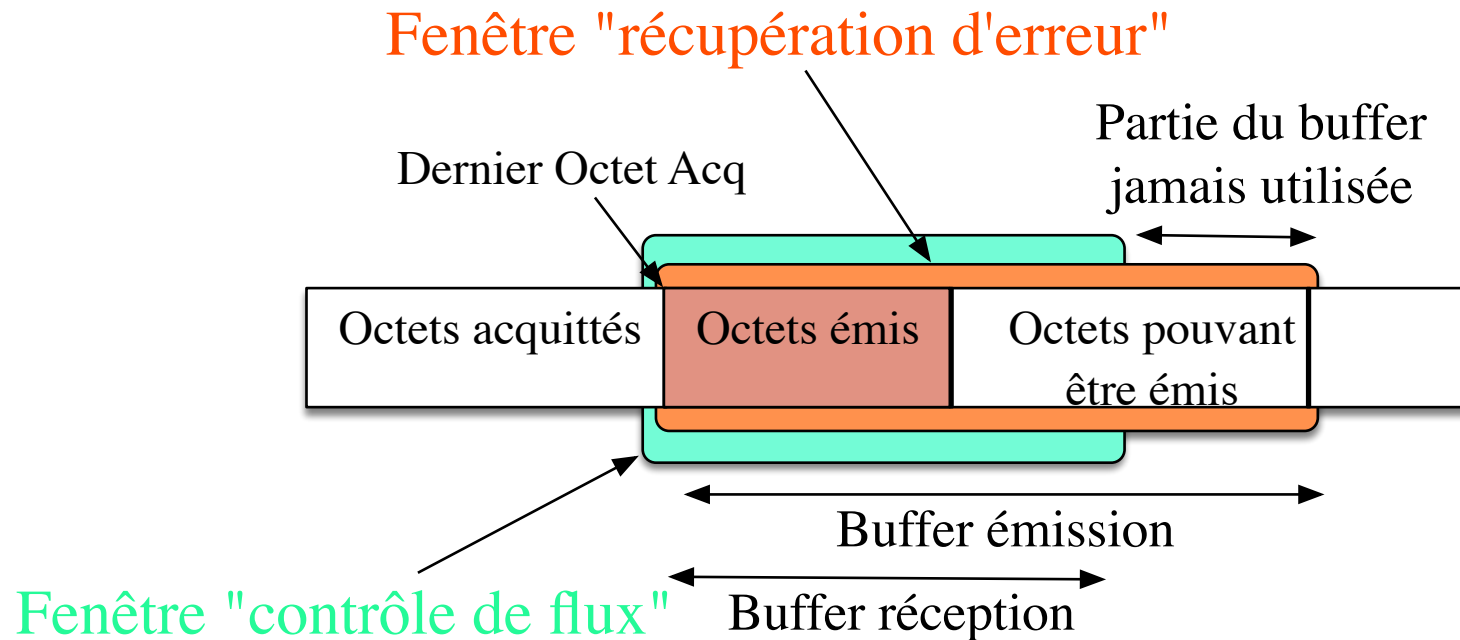 Fenêtre "récupération d'erreur"
Partie du buffer
jamais utilisée
Dernier Octet Acq
Octets acquittés
Octets émis
Octets pouvant
être émis
Buffer émission
Buffer réception
Fenêtre "contrôle de flux"